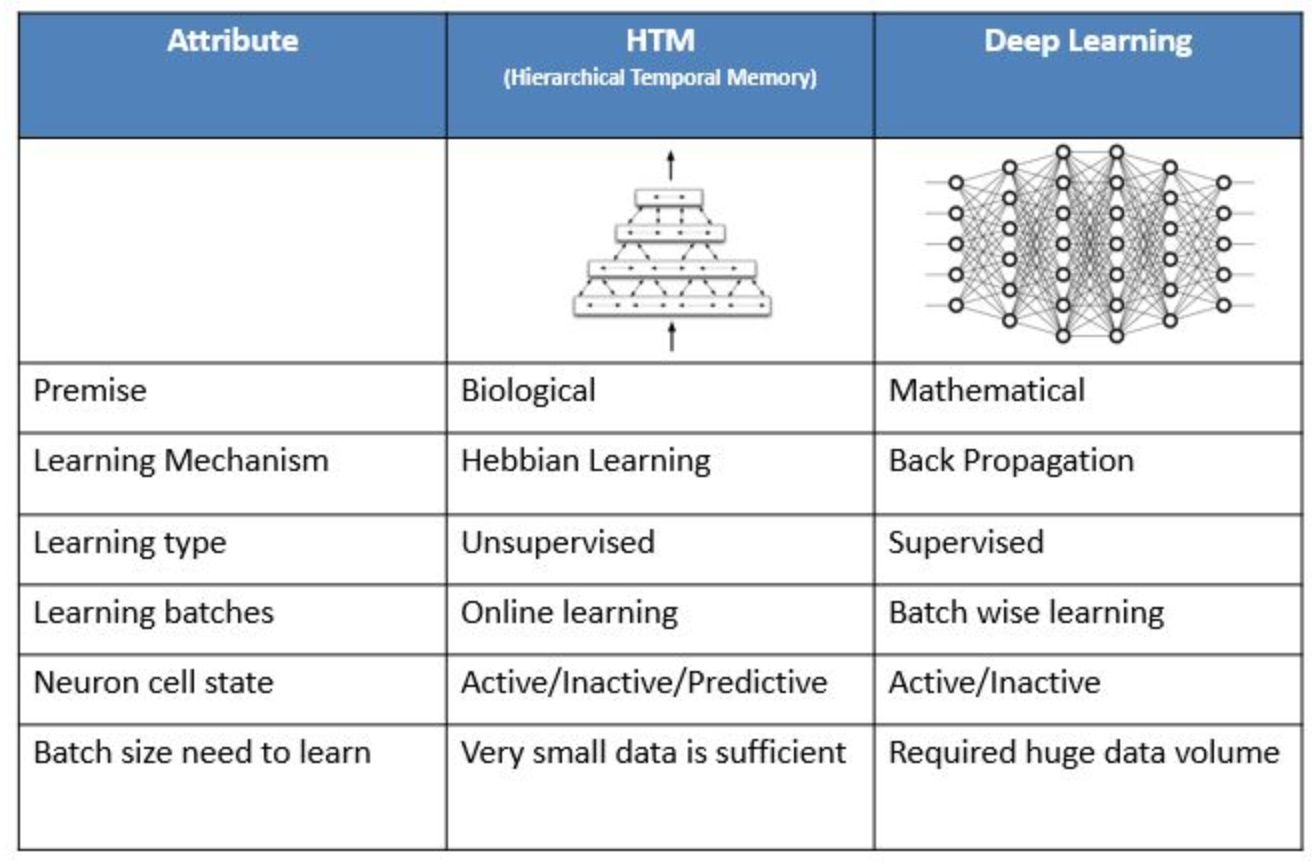 Attribute
HTM
Deep Learning
(Hierarchical Temporal Memory)
Premise
Biological
Mathematical
Learning Mechanism
Hebbian Learning
Back Propagation
Learning type
Unsupervised
Supervised
Learning batches
Online learning
Batch wise learning
Neuron cell state
Active/Inactive/Predictive
Active/Inactive
Batch size need to learn
Very small data is sufficient
Required huge data volume